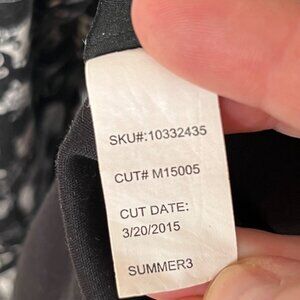 SKU#:10332435
CUT# M15005
CUT DATE:
3/20/2015
SUMMER3